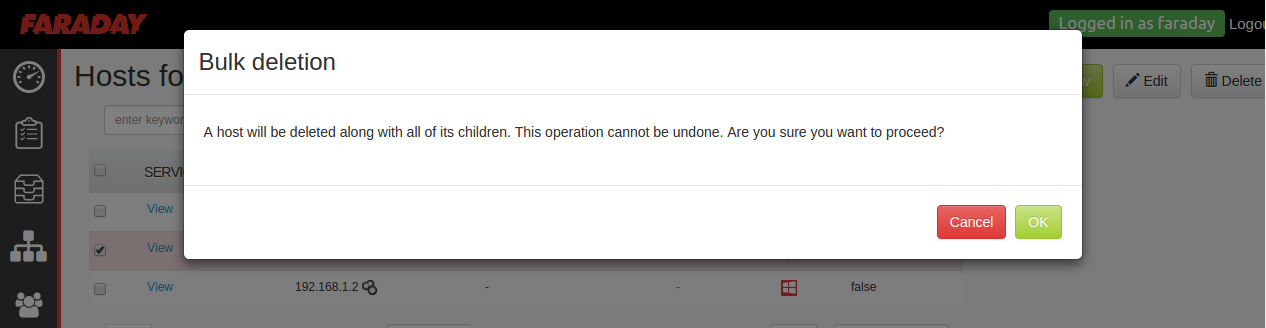 FARADAY
Logged in as faraday Logou
Bulk deletion
Hosts fo
w Edit Delete
enter keywor
A host will be deleted along with all of its children. This operation cannot be undone. Are you sure you want to proceed?
SERVI
View
Cancel OK
View
View 192.168.1.2 - - false